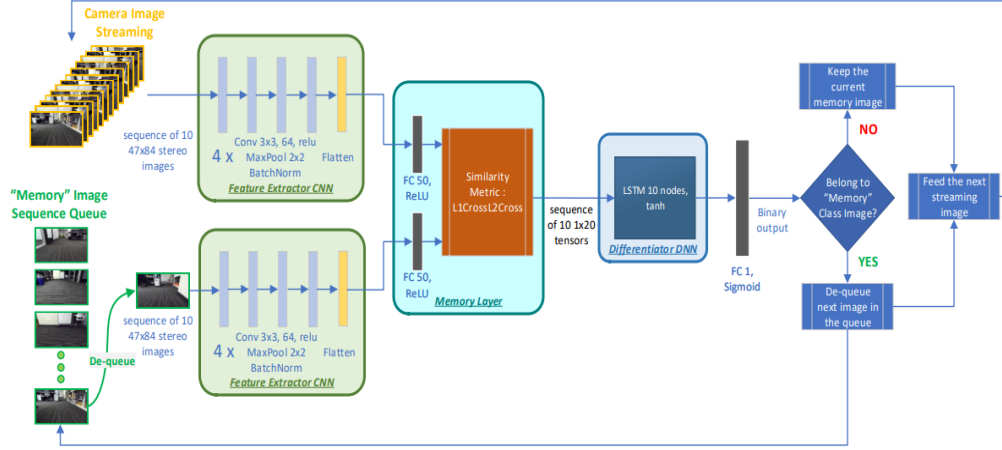 Camera Image
Streaming
sequence of 10
47x84 stereo
images
4 x
Conv 3x3, 64, relu
MaxPool 2x2
BatchNorm
Flatten
Feature Extractor CNN
"Memory" Image
Sequence Queue
De-queue
sequence of 10
47x84 stereo
images
4 x
Conv 3x3, 64, relu
MaxPool 2x2
BatchNorm
Flatten
Feature Extractor CNN
FC 50,
ReLU
FC 50,
ReLU
Similarity
Metric :
L1CrossL2Cross
Memory Layer
sequence
of 10 1x20
tensors
LSTM 10 nodes,
tanh
Differentiator DNN
FC 1,
Sigmoid
Binary
output
Keep the
current
memory image
NO
Belong to
"Memory"
Class Image?
YES
De-queue
next image in
the queue
Feed the next
streaming
image